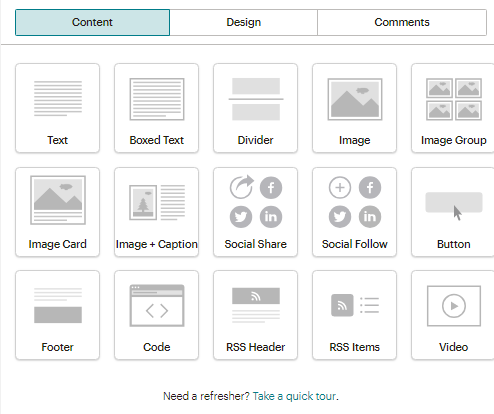 Content Design Comments
Text Boxed Text Divider Image Image Group
Image Card Image + Caption Social Share Social Follow Button
Footer Code RSS Header RSS Items Video
Need a refresher? Take a quick tour.